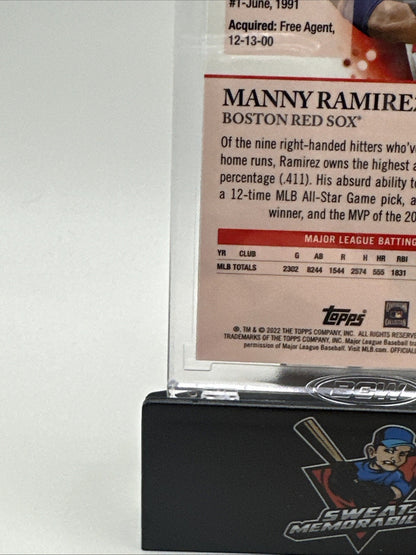 #1-June, 1991
Acquired: Free Agent,
12-13-00
MANNY RAMIREZ
BOSTON RED SOX®
Of the nine right-handed hitters who'v
home runs, Ramirez owns the highest a
percentage (.411). His absurd ability t
a 12-time MLB All-Star Game pick, a
winner, and the MVP of the 20
MAJOR LEAGUE BATTING
YR CLUB G AB R H HR RBI
MLB TOTALS 2302 8244 1544 2574 555 1831
Topps
®, TM & © 2022 THE TOPPS COMPANY, INC. ALL RIGHTS RESERVE
TRADEMARKS OF THE TOPPS COMPANY, INC. Major League Baseball tra
permission of Major League Baseball. Visit MLB.com. OFFICIAL
BCW
SWEAT
MEMORABIL